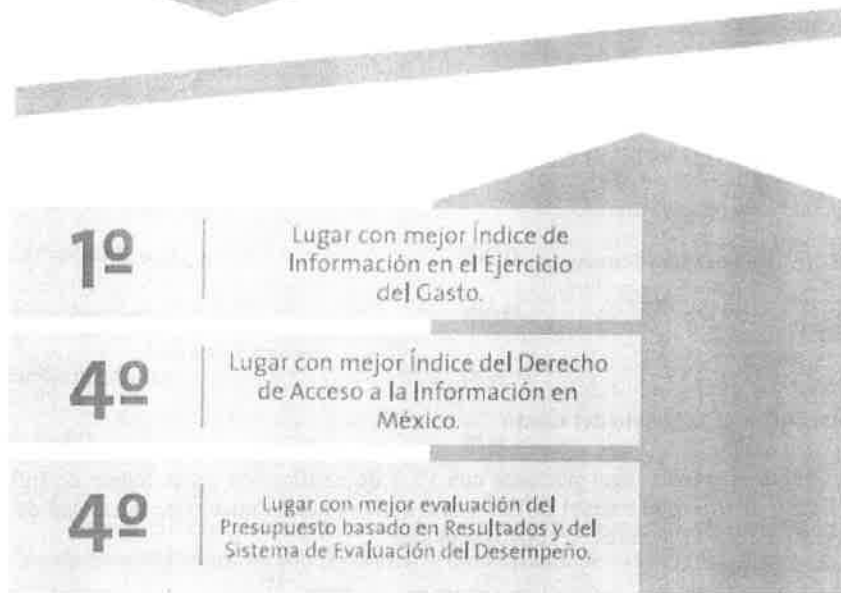 1º
Lugar con mejor Índice de
Información en el Ejercicio
del Gasto.
4º
Lugar con mejor Índice del Derecho
de Acceso a la Información en
México.
4º
Lugar con mejor evaluación del
Presupuesto basado en Resultados y del
Sistema de Evaluación del Desempeño.